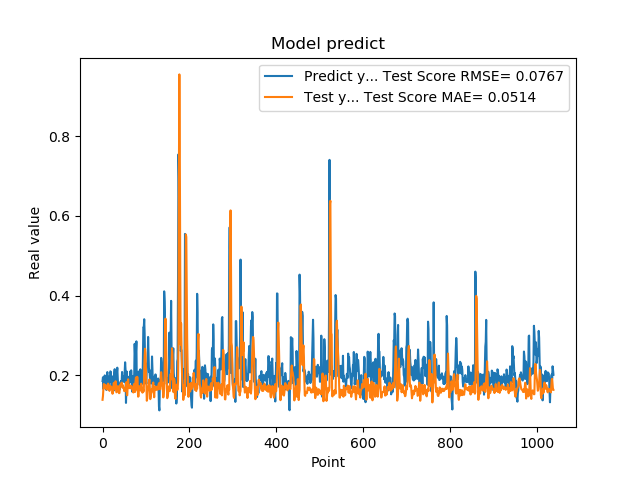 Model predict
Predict y... Test Score RMSE= 0.0767
Test y... Test Score MAE= 0.0514
0.8
0.6
0.4
0.2
Real value
0 200 400 600 800 1000
Point